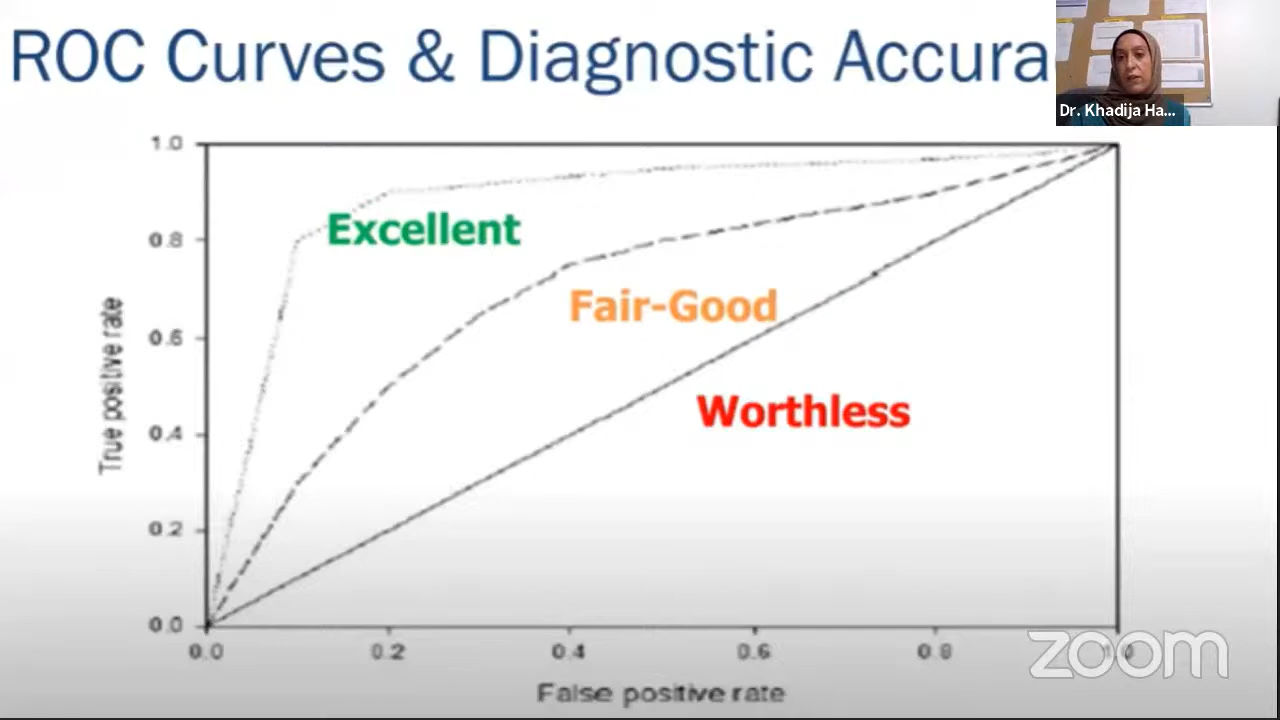 ROC Curves & Diagnostic Accura
Dr. Khadija Ha...
1.0
Excellent
0.8
Fair-Good
0.6
True positive rate
Worthless
0.4
0.2
0.0
0.0 0.2 0.4 0.6 0.8
zoom
False positive rate